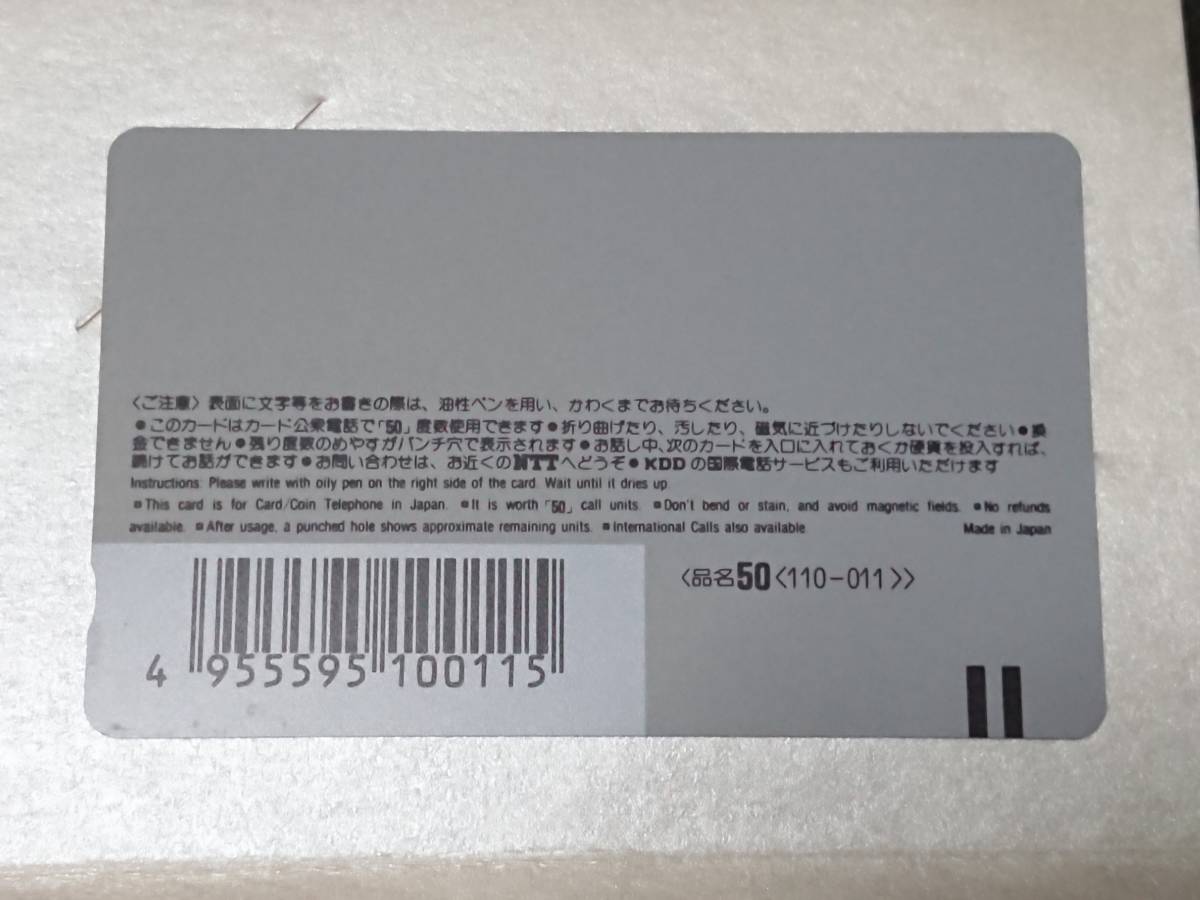 〈ご注意〉表面に文字等をお書きの際は、油性ペンを用い、かわくまでお待ちください。
●このカードはカード公衆電話で「50」度数使用できます●折り曲げたり、汚したり、磁気に近づけたりしないでください●換
金できません●残り度数のめやすがパンチ穴で表示されます●お話し中、次のカードを入口に入れておくか硬貨を投入すれば、
続けてお話ができます●お問い合わせは、お近くのNTTへどうぞ●KDDの国際電話サービスもご利用いただけます
Instructions: Please write with oily pen on the right side of the card. Wait until it dries up.
■This card is for Card/Coin Telephone in Japan. ■It is worth「50」call units. ■Don't bend or stain, and avoid magnetic fields. ■No refunds
available. ■After usage, a punched hole shows approximate remaining units. ■International Calls also available. Made in Japan
〈品名50〈110-011〉〉
4 955595 100115